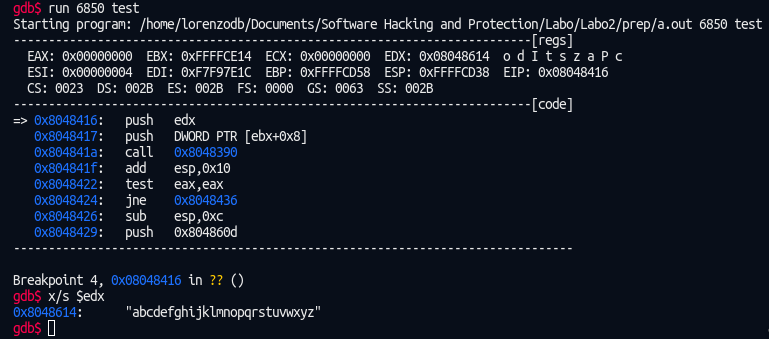 gdb$ run 6850 test
Starting program: /home/lorenzodb/Documents/Software Hacking and Protection/Labo/Labo2/prep/a.out 6850 test
--------------------------------------------------------------------------[regs]
  EAX: 0x00000000  EBX: 0xFFFFCE14  ECX: 0x00000000  EDX: 0x08048614  o d I t s z a P c
  ESI: 0x00000004  EDI: 0xF7F97E1C  EBP: 0xFFFFCD58  ESP: 0xFFFFCD38  EIP: 0x08048416
  CS: 0023  DS: 002B  ES: 002B  FS: 0000  GS: 0063  SS: 002B
--------------------------------------------------------------------------[code]
=> 0x8048416:   push   edx
   0x8048417:   push   DWORD PTR [ebx+0x8]
   0x804841a:   call   0x8048390
   0x804841f:   add    esp,0x10
   0x8048422:   test   eax,eax
   0x8048424:   jne    0x8048436
   0x8048426:   sub    esp,0xc
   0x8048429:   push   0x804860d
--------------------------------------------------------------------------------
Breakpoint 4, 0x08048416 in ?? ()
gdb$ x/s $edx
0x8048614:      "abcdefghijklmnopqrstuvwxyz"
gdb$